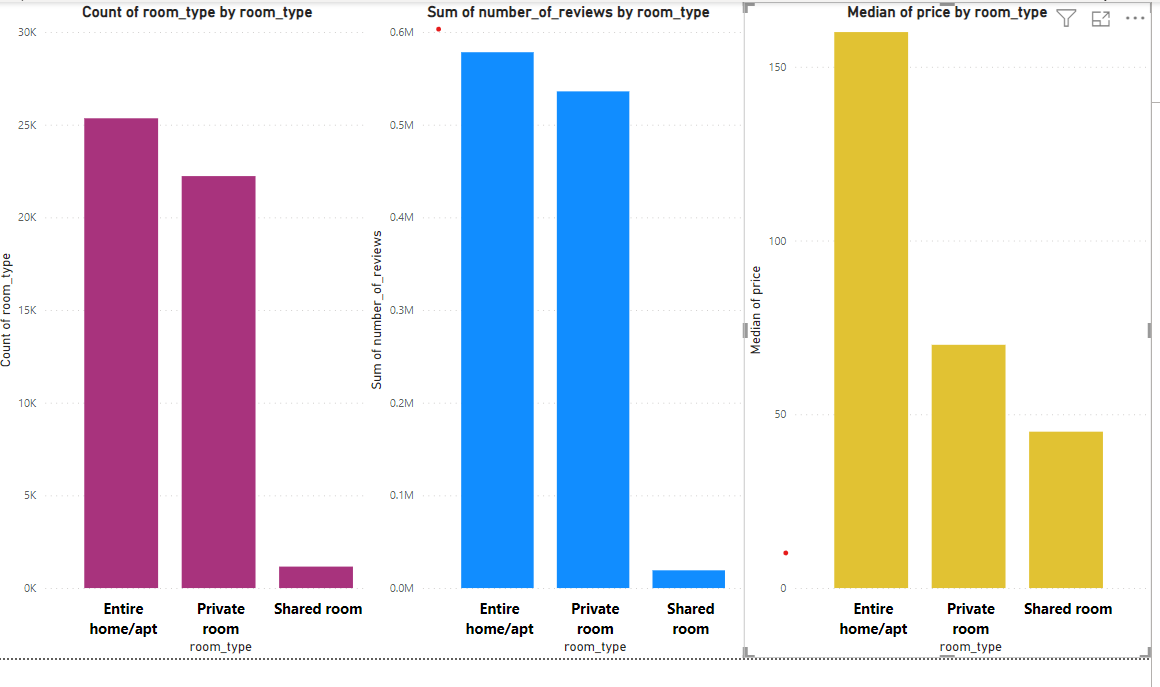 Count of room_type by room_type
30K
25K
20K
15K
10K
5K
0K
Count of room_type
Entire home/apt
Private room
Shared room
room_type
Sum of number_of_reviews by room_type
0.6M
0.5M
0.4M
0.3M
0.2M
0.1M
0.0M
Sum of number_of_reviews
Entire home/apt
Private room
Shared room
room_type
Median of price by room_type
150
100
50
0
Median of price
Entire home/apt
Private room
Shared room
room_type